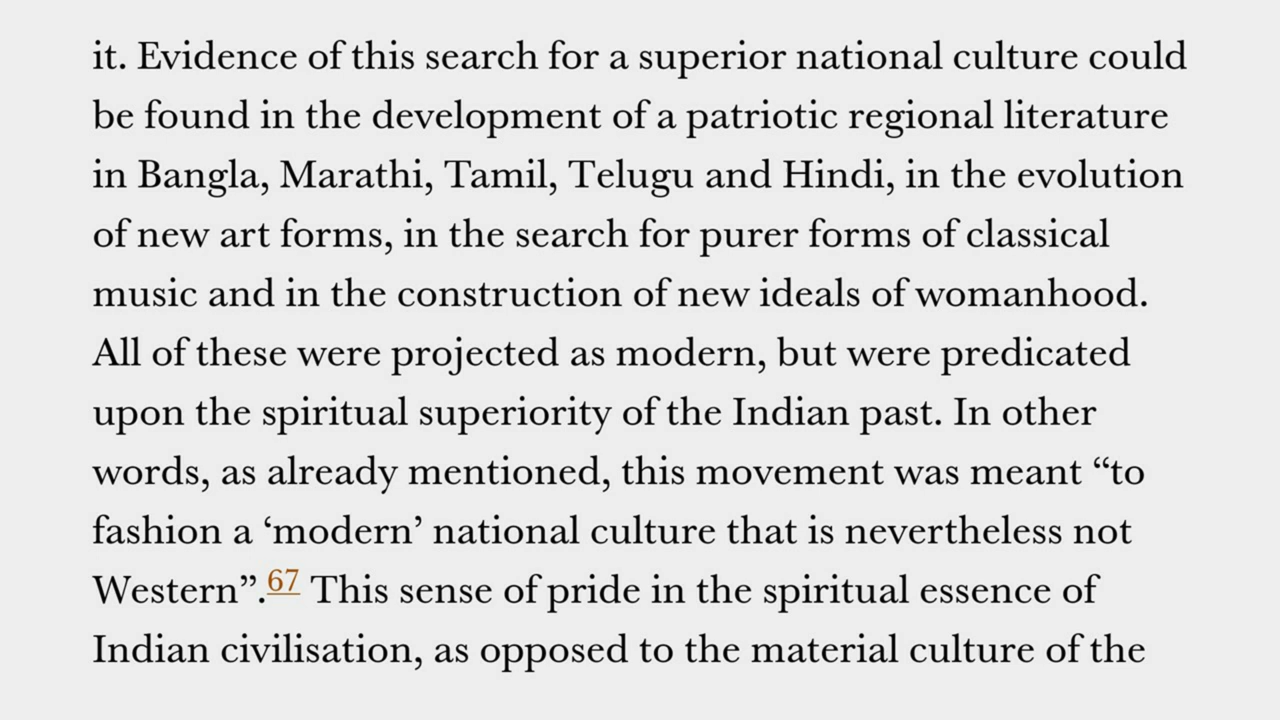 it. Evidence of this search for a superior national culture could
be found in the development of a patriotic regional literature
in Bangla, Marathi, Tamil, Telugu and Hindi, in the evolution
of new art forms, in the search for purer forms of classical
music and in the construction of new ideals of womanhood.
All of these were projected as modern, but were predicated
upon the spiritual superiority of the Indian past. In other
words, as already mentioned, this movement was meant “to
fashion a ‘modern’ national culture that is nevertheless not
Western”.67 This sense of pride in the spiritual essence of
Indian civilisation, as opposed to the material culture of the